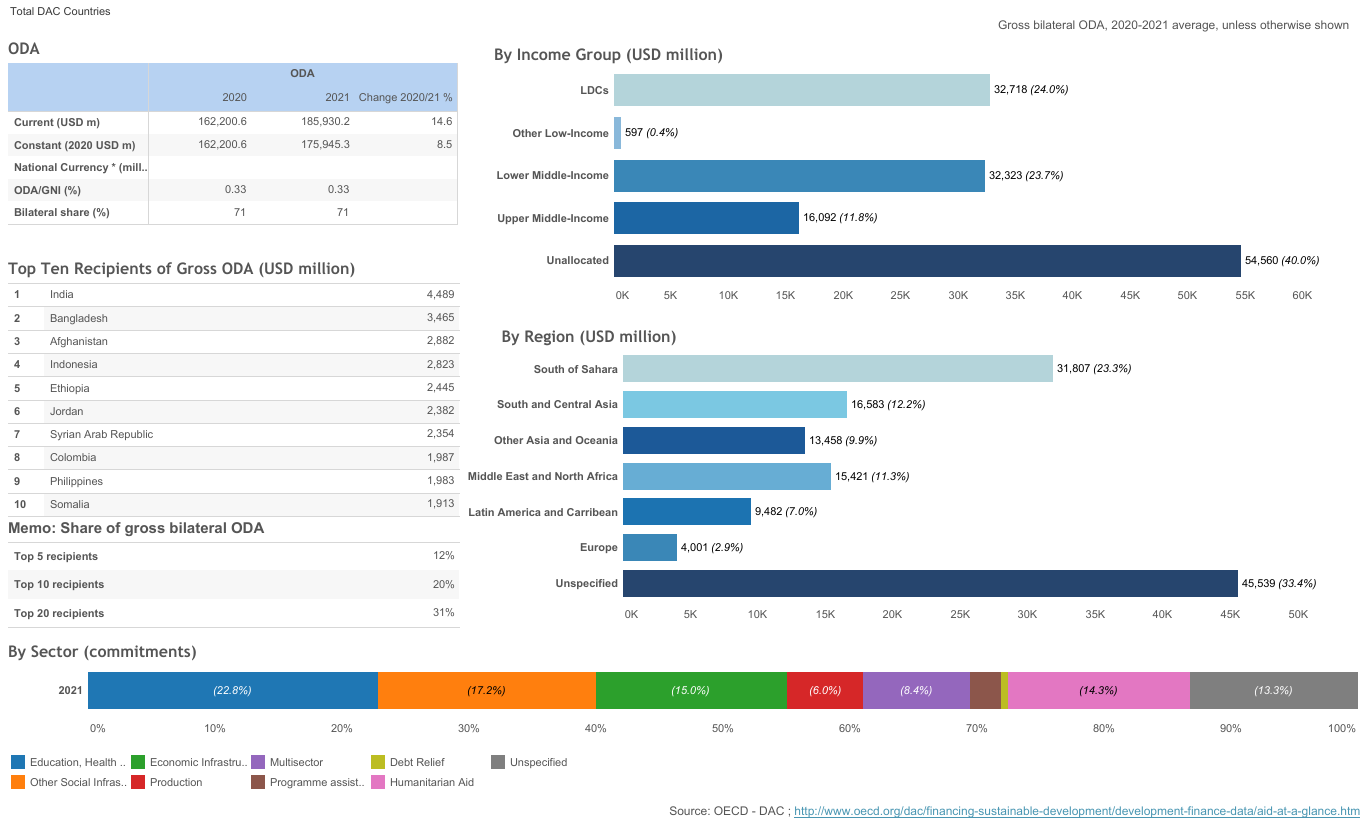 Total DAC Countries
Gross bilateral ODA, 2020-2021 average, unless otherwise shown
ODA
ODA
2020 2021 Change 2020/21 %
Current (USD m) 162,200.6 185,930.2 14.6
Constant (2020 USD m) 162,200.6 175,945.3 8.5
National Currency * (mill..
ODA/GNI (%) 0.33 0.33
Bilateral share (%) 71 71
Top Ten Recipients of Gross ODA (USD million)
1 India 4,489
2 Bangladesh 3,465
3 Afghanistan 2,882
4 Indonesia 2,823
5 Ethiopia 2,445
6 Jordan 2,382
7 Syrian Arab Republic 2,354
8 Colombia 1,987
9 Philippines 1,983
10 Somalia 1,913
Memo: Share of gross bilateral ODA
Top 5 recipients 12%
Top 10 recipients 20%
Top 20 recipients 31%
By Income Group (USD million)
LDCs 32,718 (24.0%)
Other Low-Income 597 (0.4%)
Lower Middle-Income 32,323 (23.7%)
Upper Middle-Income 16,092 (11.8%)
Unallocated 54,560 (40.0%)
0K 5K 10K 15K 20K 25K 30K 35K 40K 45K 50K 55K 60K
By Region (USD million)
South of Sahara 31,807 (23.3%)
South and Central Asia 16,583 (12.2%)
Other Asia and Oceania 13,458 (9.9%)
Middle East and North Africa 15,421 (11.3%)
Latin America and Carribean 9,482 (7.0%)
Europe 4,001 (2.9%)
Unspecified 45,539 (33.4%)
0K 5K 10K 15K 20K 25K 30K 35K 40K 45K 50K
By Sector (commitments)
2021 (22.8%) (17.2%) (15.0%) (6.0%) (8.4%) (14.3%) (13.3%)
0% 10% 20% 30% 40% 50% 60% 70% 80% 90% 100%
Education, Health .. Economic Infrastru.. Multisector Debt Relief Unspecified
Other Social Infras.. Production Programme assist.. Humanitarian Aid
Source: OECD - DAC ; http://www.oecd.org/dac/financing-sustainable-development/development-finance-data/aid-at-a-glance.htm